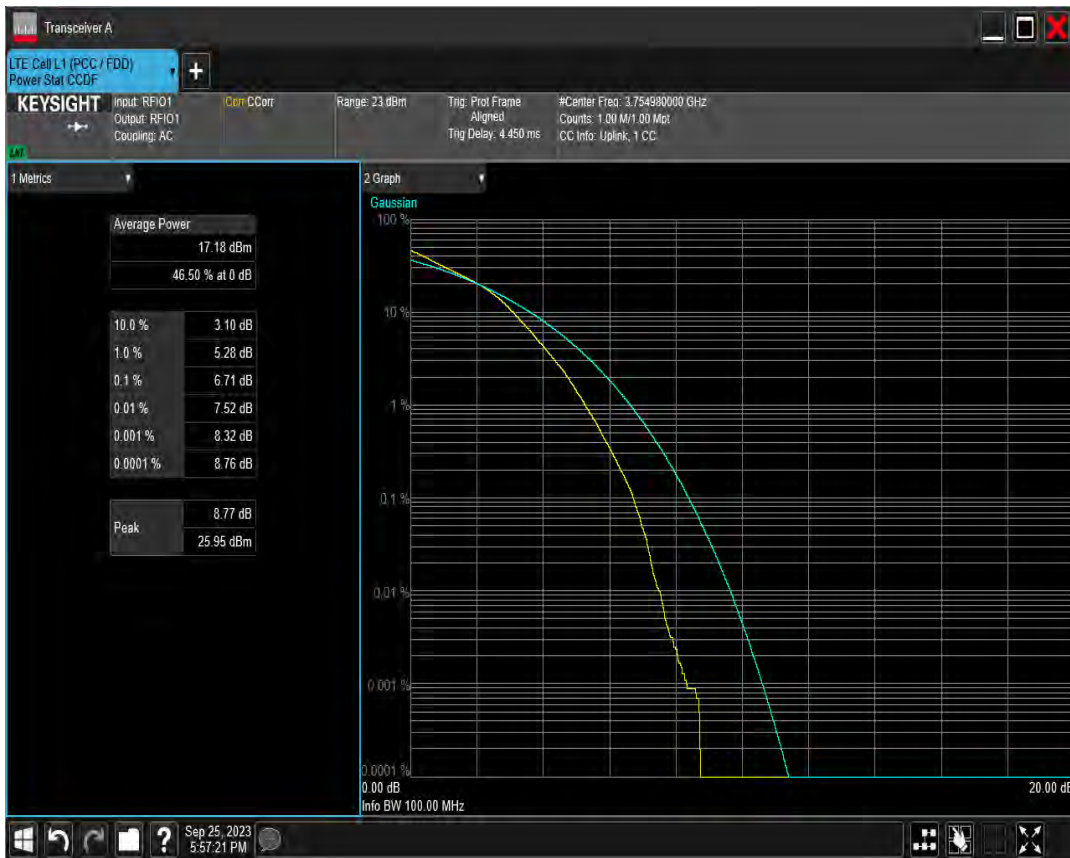 Transceiver A
LTE Cell L1 (PCC / FDD)
Power Stat CCDF
+
KEYSIGHT
Input: RFIO1
Output: RFIO1
Coupling: AC
Corr CCorr
Range: 23 dBm
Trig: Prot Frame
Aligned
Trig Delay: 4.450 ms
#Center Freq: 3.754980000 GHz
Counts: 1.00 M/1.00 Mpt
CC Info: Uplink, 1 CC
LXI
1 Metrics
Average Power
17.18 dBm
46.50 % at 0 dB
10.0 % 3.10 dB
1.0 % 5.28 dB
0.1 % 6.71 dB
0.01 % 7.52 dB
0.001 % 8.32 dB
0.0001 % 8.76 dB
Peak 8.77 dB
25.95 dBm
2 Graph
Gaussian
100 %
10 %
1 %
0.1 %
0.01 %
0.001 %
0.0001 %
0.00 dB 20.00 dB
Info BW 100.00 MHz
? Sep 25, 2023
5:57:21 PM